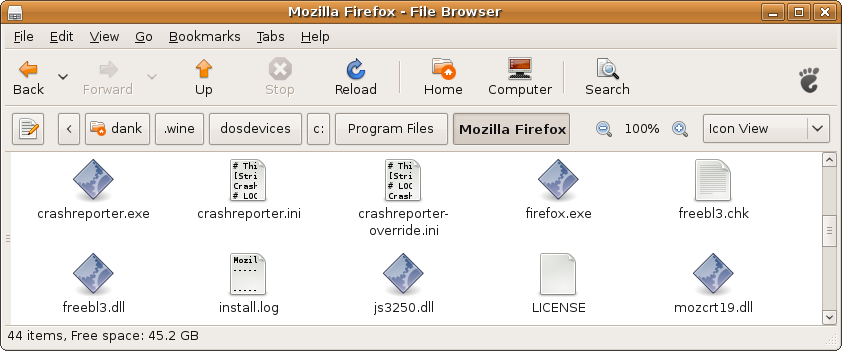 Mozilla Firefox - File Browser
File Edit View Go Bookmarks Tabs Help
Back Forward Up Stop Reload Home Computer Search
< dank .wine dosdevices c: Program Files Mozilla Firefox 100% Icon View
# Thi # Thi
[Stri [Stri
Crash # LOC
# LOC Crash
crashreporter.exe crashreporter.ini crashreporter-override.ini firefox.exe freebl3.chk
Mozil
-----
-----
freebl3.dll install.log js3250.dll LICENSE mozcrt19.dll
44 items, Free space: 45.2 GB